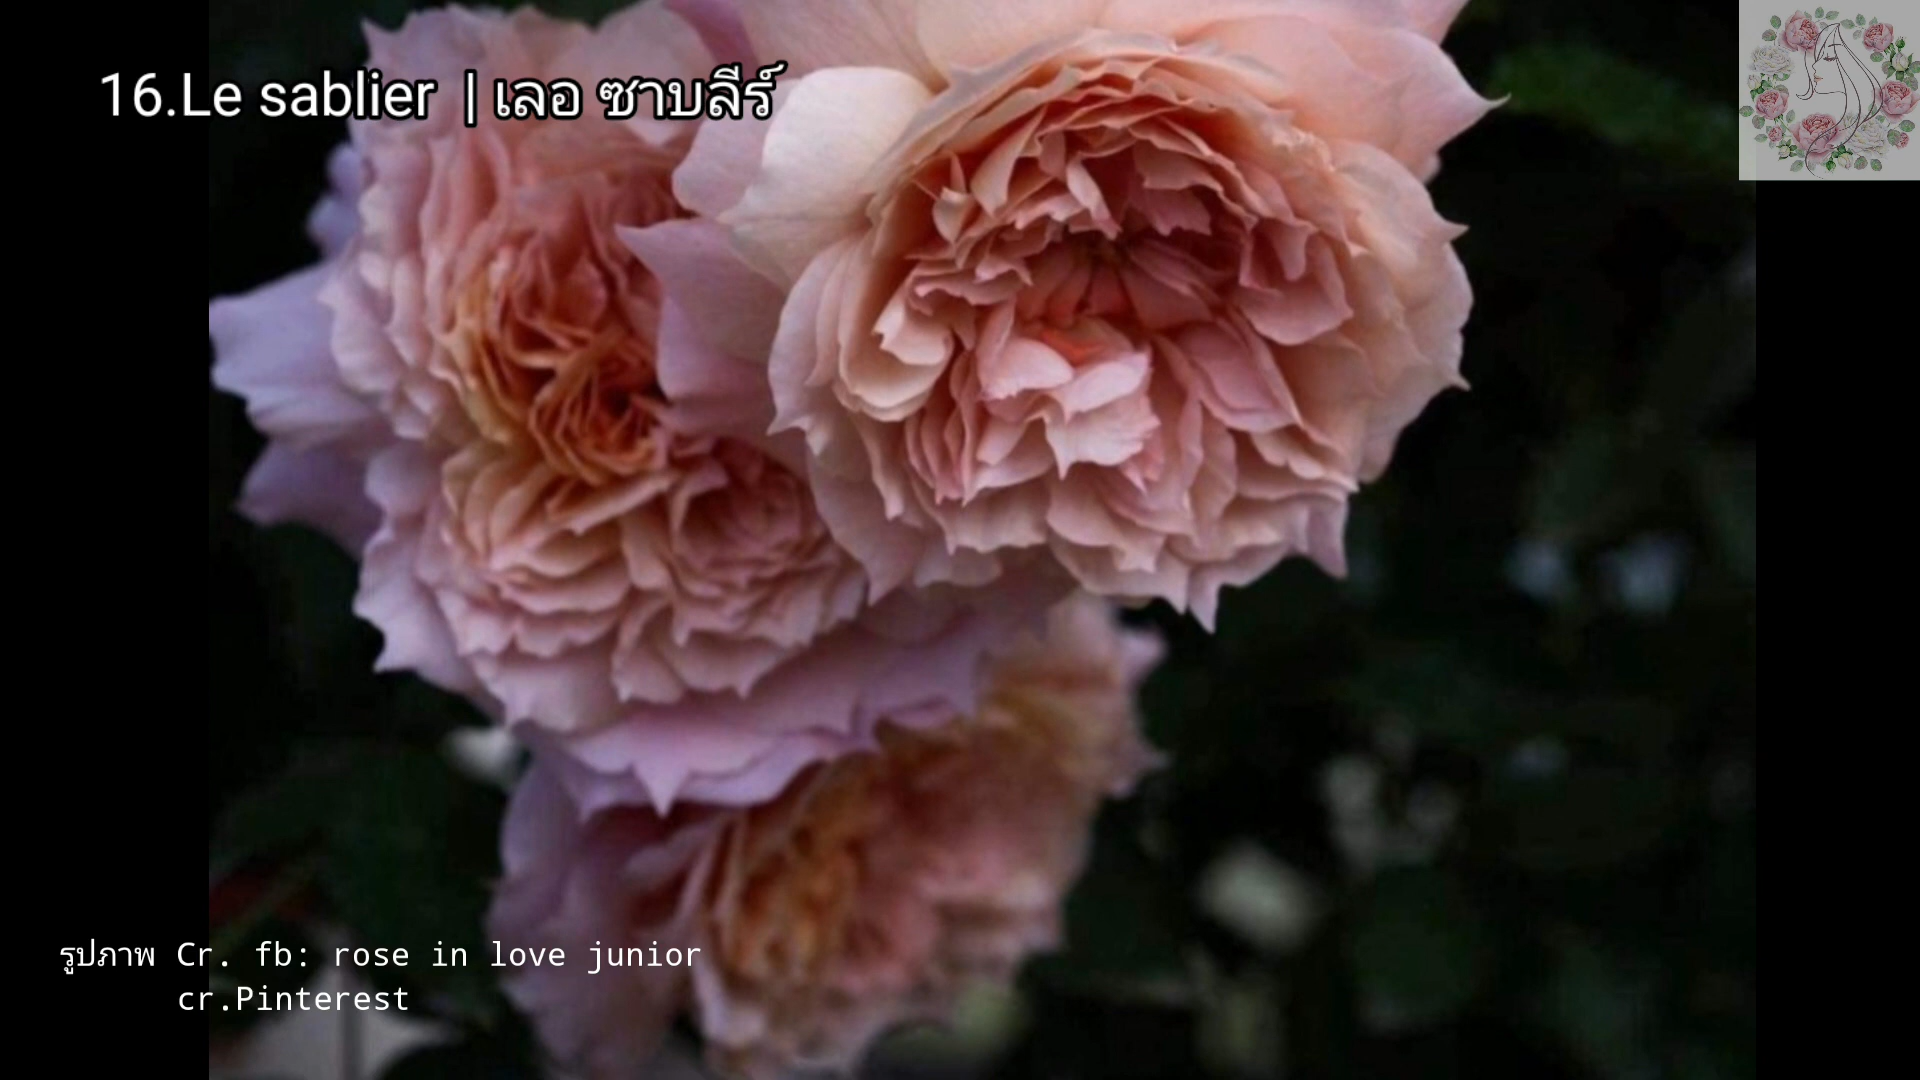 16.Le sablier | เลอ ซาบลีร์
รูปภาพ Cr. fb: rose in love junior
cr.Pinterest